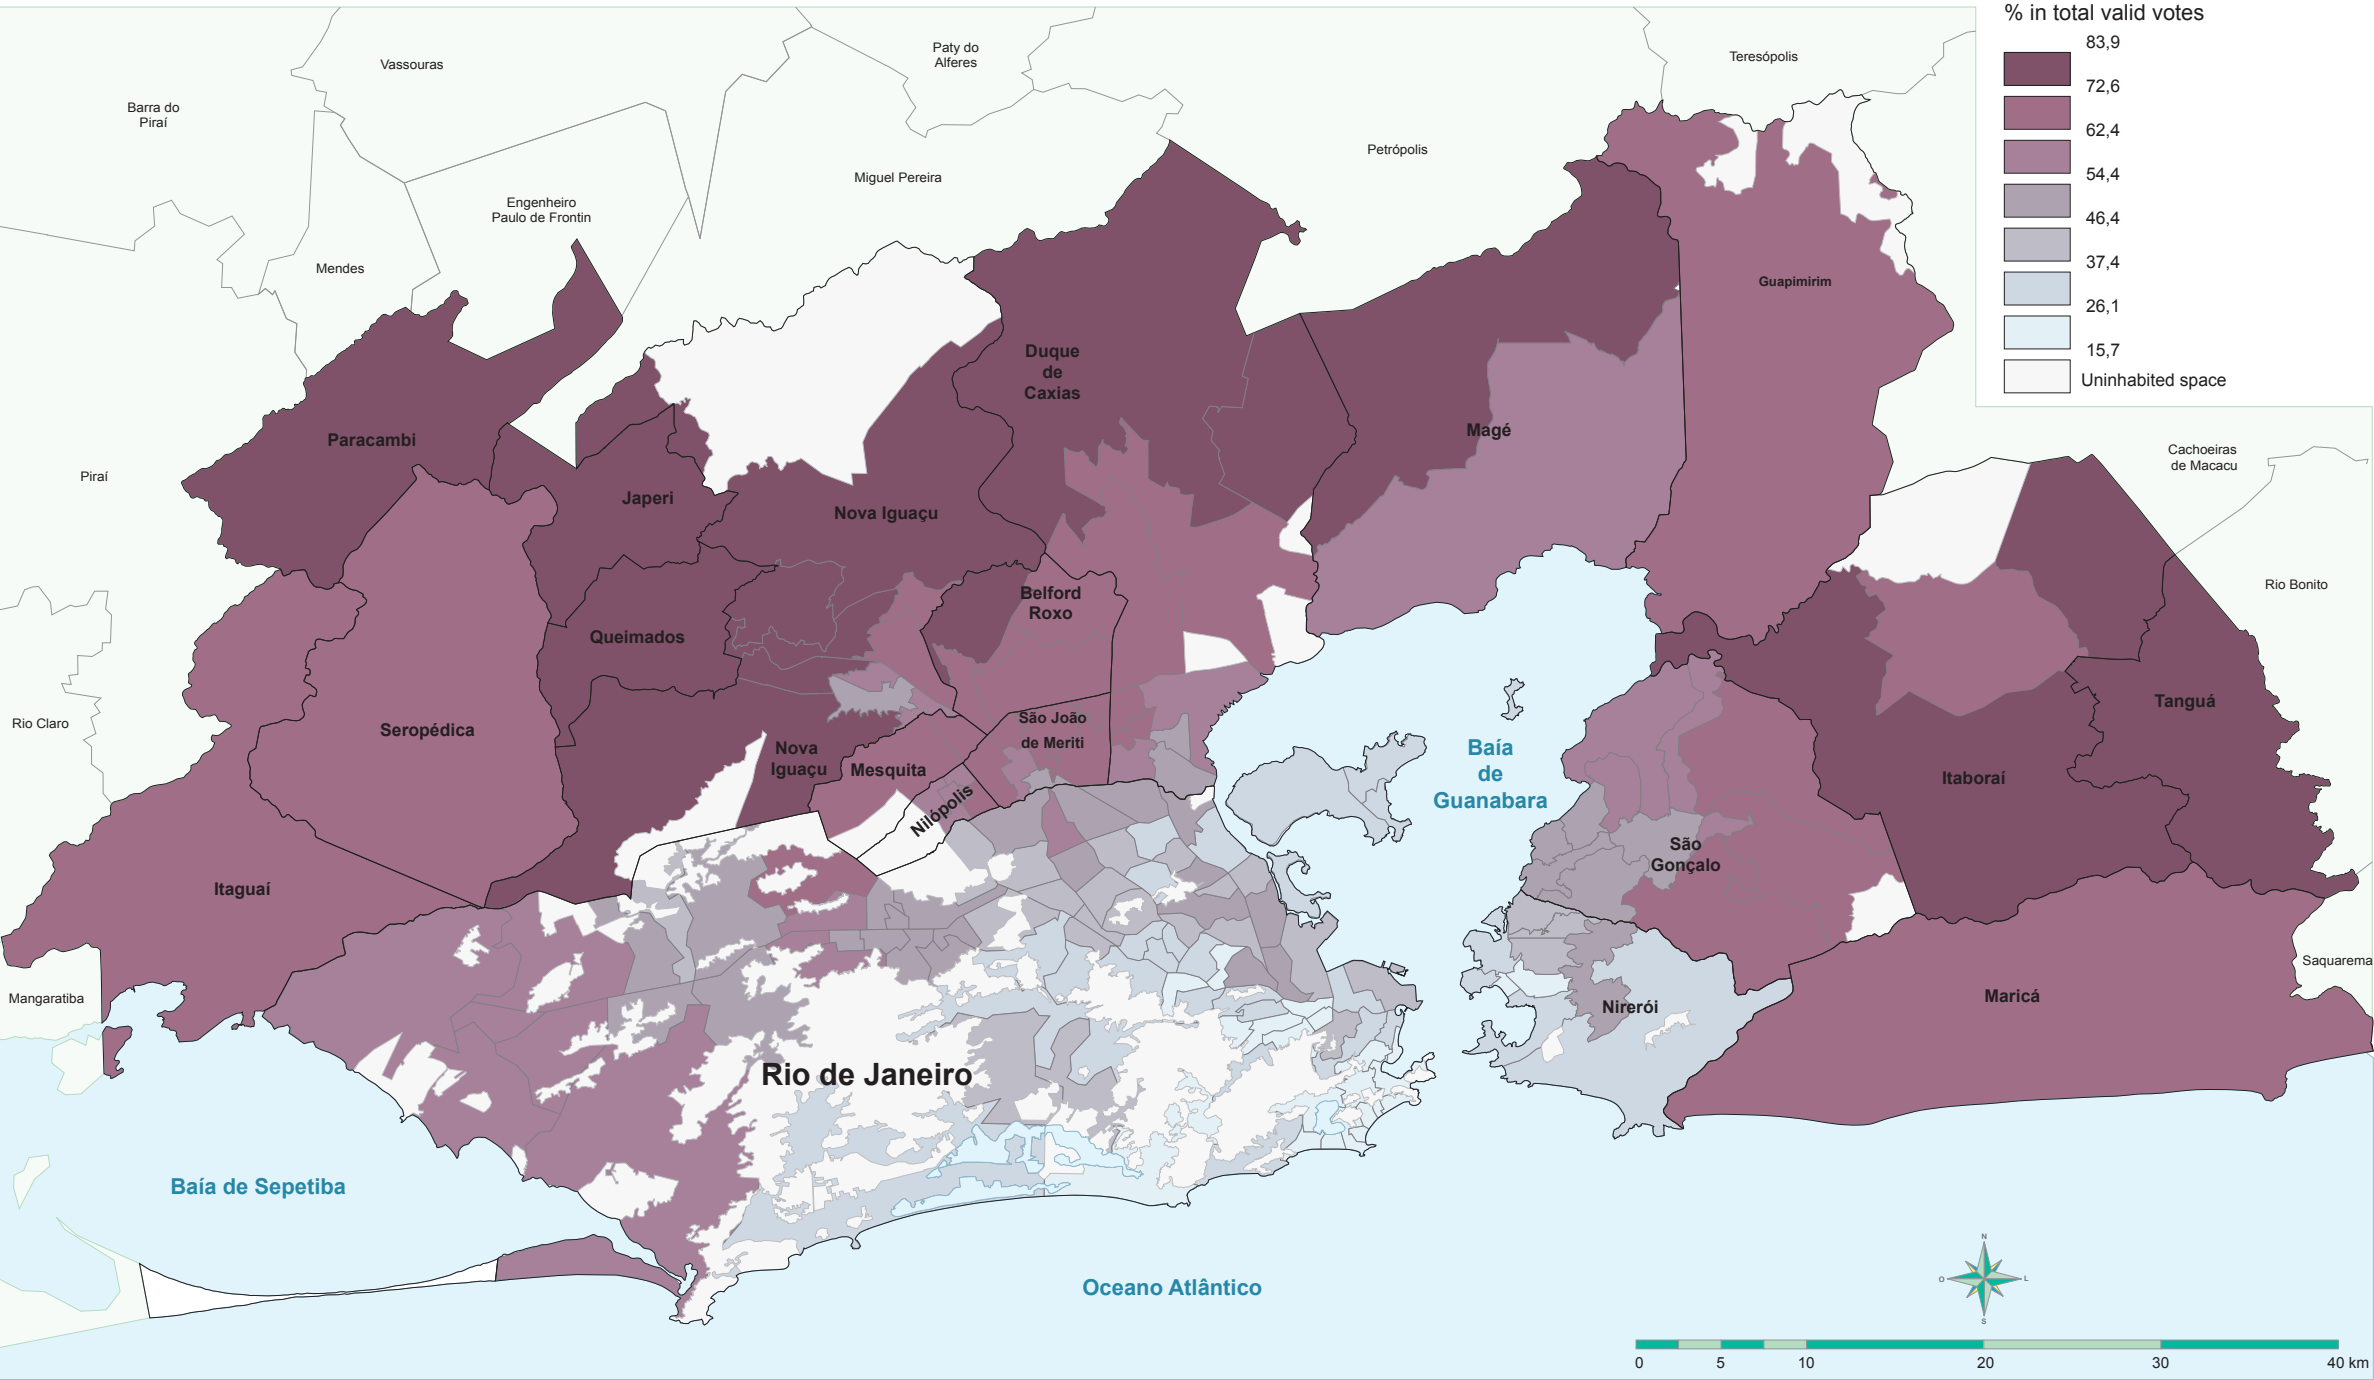 % in total valid votes
83,9
72,6
62,4
54,4
46,4
37,4
26,1
15,7
Uninhabited space
Vassouras
Paty do
Alferes
Teresópolis
Barra do
Piraí
Petrópolis
Miguel Pereira
Engenheiro
Paulo de Frontin
Mendes
Guapimirim
Duque
de
Caxias
Paracambi
Magé
Cachoeiras
de Macacu
Piraí
Japeri
Nova Iguaçu
Rio Bonito
Belford
Roxo
Queimados
Tanguá
Rio Claro
Seropédica
São João
de Meriti
Nova
Iguaçu
Mesquita
Baía
de
Guanabara
Itaboraí
Nilópolis
São
Gonçalo
Itaguaí
Saquarema
Mangaratiba
Maricá
Nirerói
Rio de Janeiro
Baía de Sepetiba
Oceano Atlântico
N
O
L
S
0
5
10
20
30
40 km